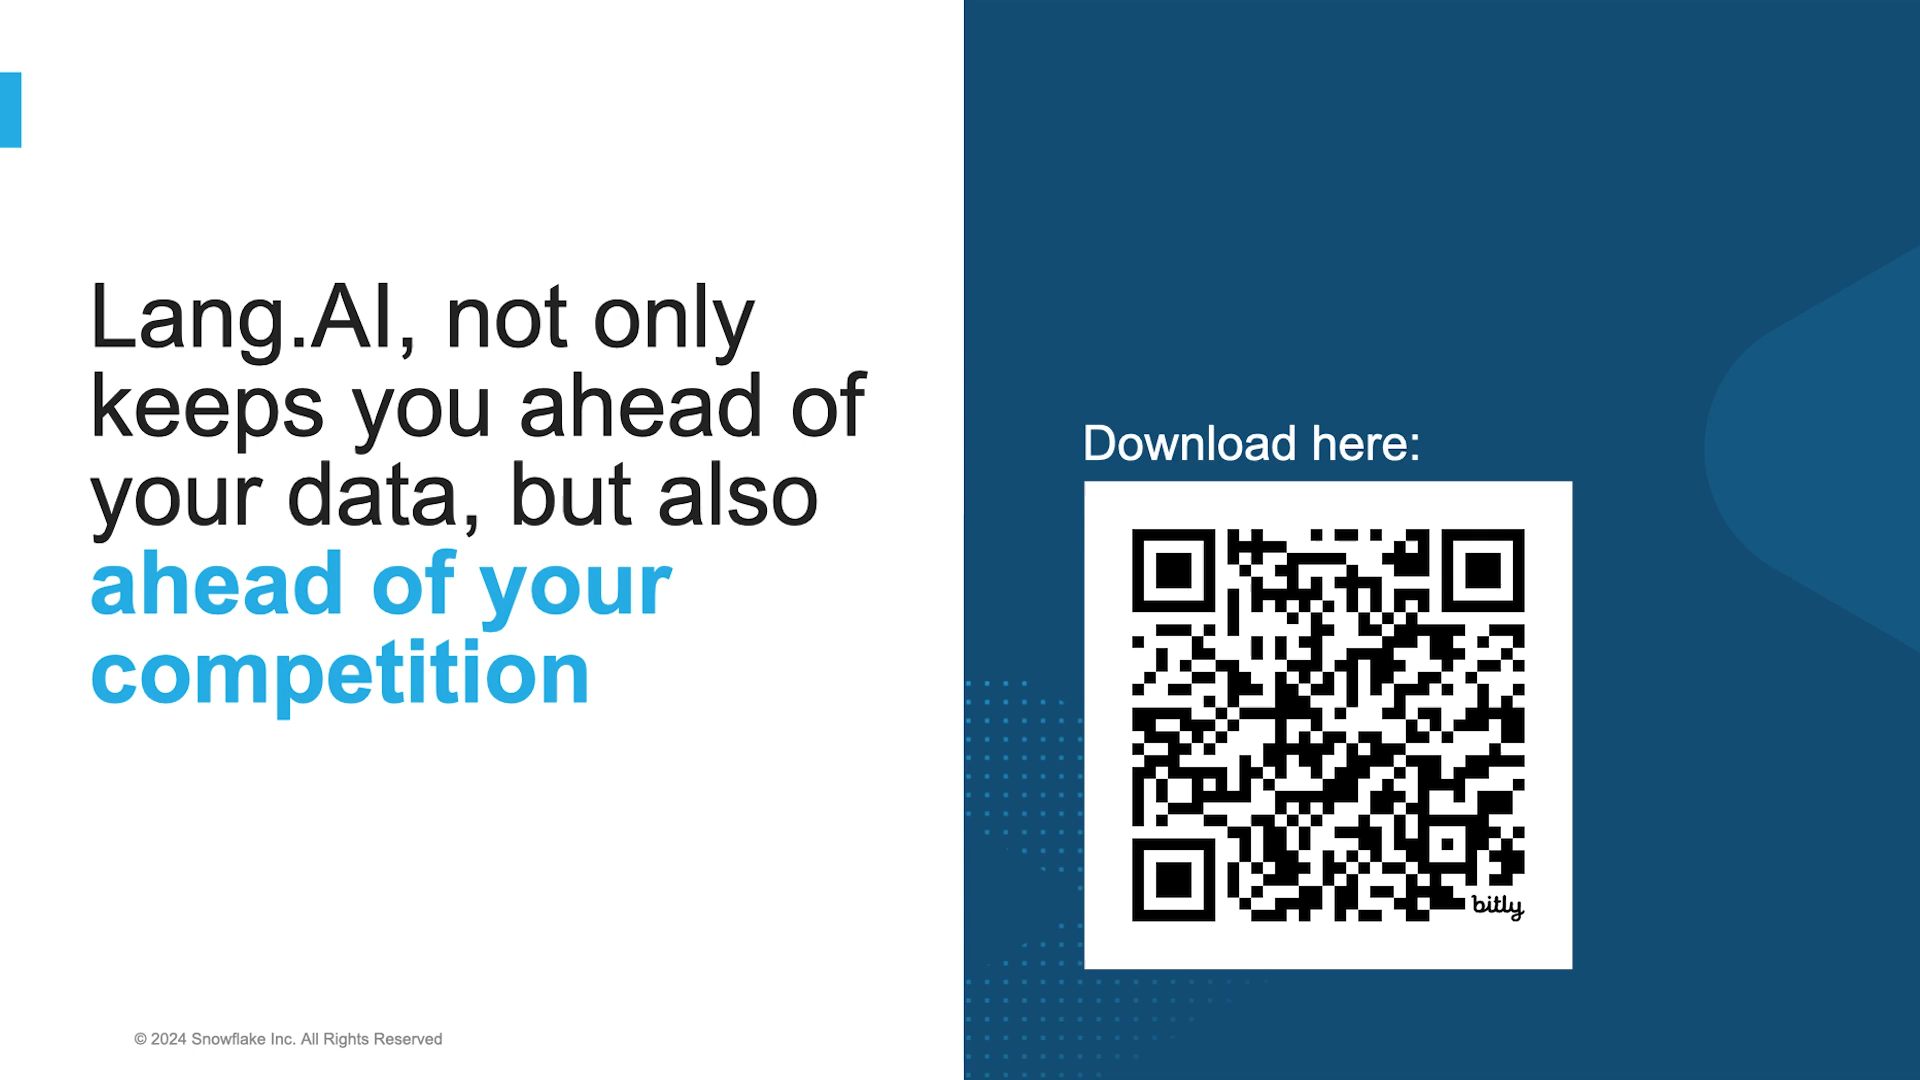 Lang.AI, not only
keeps you ahead of
your data, but also
ahead of your
competition
Download here:
bitly
© 2024 Snowflake Inc. All Rights Reserved